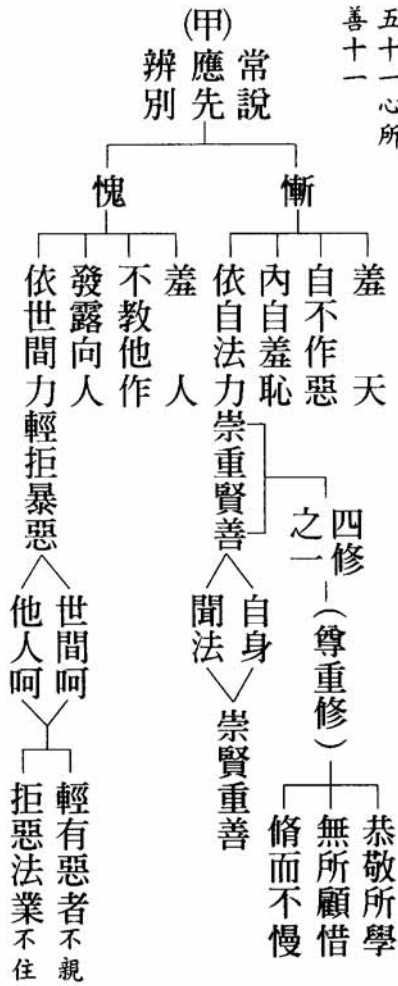 五十一心所
善十一
(甲)
常說
應先
辨別
慚
羞天
自不作惡
內自羞恥
依自法力崇重賢善
四修
之一
(尊重修)
恭敬所學
無所顧惜
脩而不慢
自身
聞法
崇賢重善
愧
羞人
不教他作
發露向人
依世間力輕拒暴惡
世間呵
他人呵
輕有惡者不親
拒惡法業不住